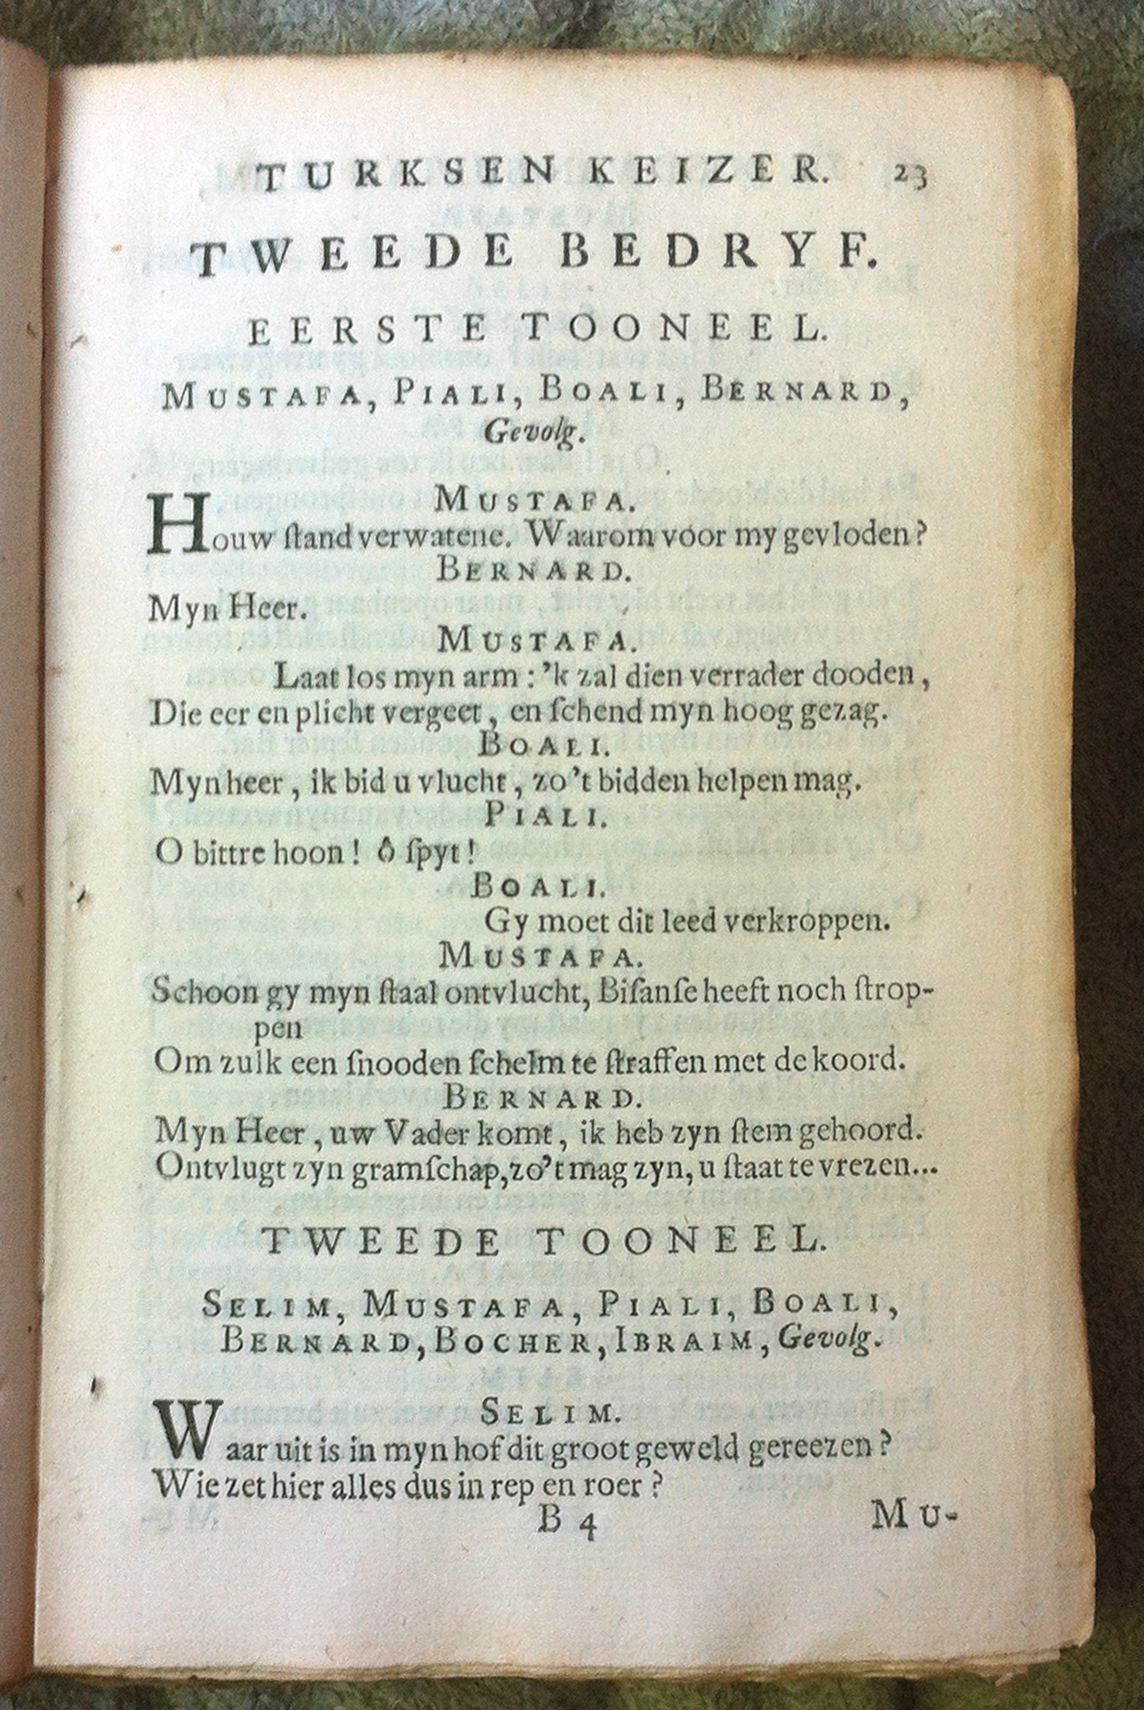 TURKSEN KEIZER. 23
TWEEDE BEDRYF.
EERSTE TOONEEL.
MUSTAFA, PIALI, BOALI, BERNARD,
Gevolg.
MUSTAFA.
Houw ſtand verwatene. Waarom voor my gevloden?
BERNARD.
Myn Heer.
MUSTAFA.
Laat los myn arm : 'k zal dien verrader dooden,
Die eer en plicht vergeet, en ſchend myn hoog gezag.
BOALI.
Myn heer, ik bid u vlucht, zo't bidden helpen mag.
PIALI.
O bittre hoon! ô ſpyt!
BOALI.
Gy moet dit leed verkroppen.
MUSTAFA.
Schoon gy myn ſtaal ontvlucht, Biſanſe heeft noch ſtrop-
pen
Om zulk een ſnooden ſchelm te ſtraffen met de koord.
BERNARD.
Myn Heer, uw Vader komt, ik heb zyn ſtem gehoord.
Ontvlugt zyn gramſchap, zo't mag zyn, u ſtaat te vrezen...
TWEEDE TOONEEL.
SELIM, MUSTAFA, PIALI, BOALI,
BERNARD, BOCHER, IBRAIM, Gevolg.
SELIM.
Waar uit is in myn hof dit groot geweld gereezen?
Wie zet hier alles dus in rep en roer?
B 4 MU-